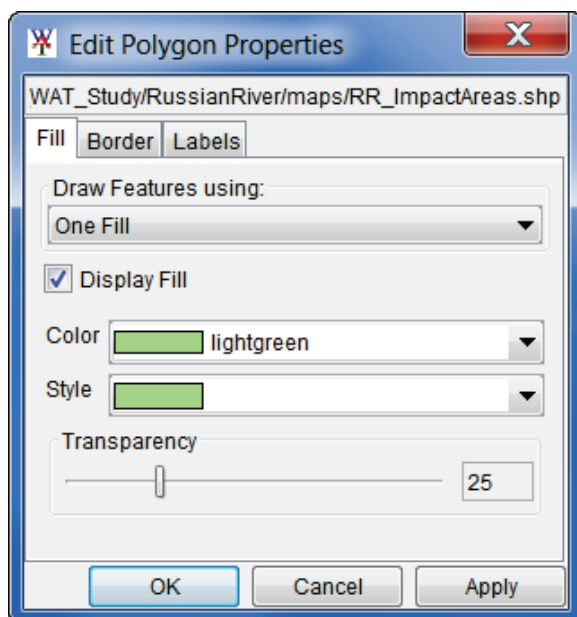 Edit Polygon Properties
WAT_Study/RussianRiver/maps/RR_ImpactAreas.shp
Fill Border Labels
Draw Features using:
One Fill
Display Fill
Color lightgreen
Style
Transparency
25
OK Cancel Apply